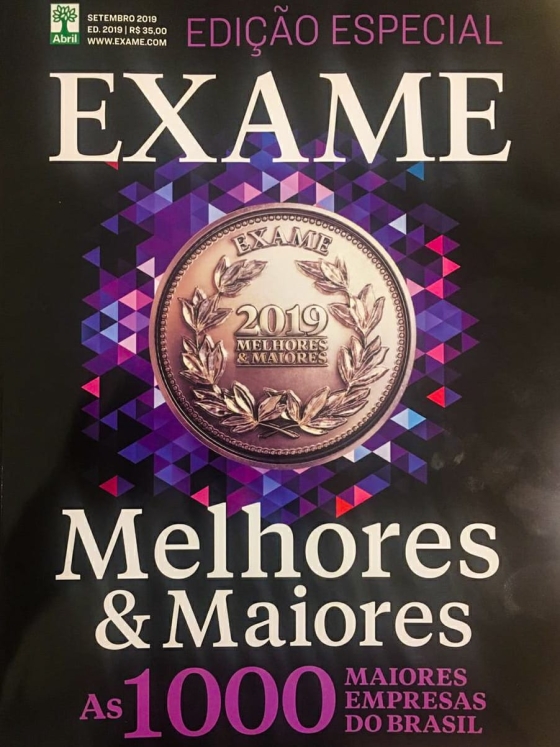 SETEMBRO 2019
ED. 2019 | R$ 35,00
WWW.EXAME.COM
Abril
EDIÇÃO ESPECIAL
EXAME
EXAME
2019
MELHORES
& MAIORES
Melhores
& Maiores
As 1000
MAIORES
EMPRESAS
DO BRASIL